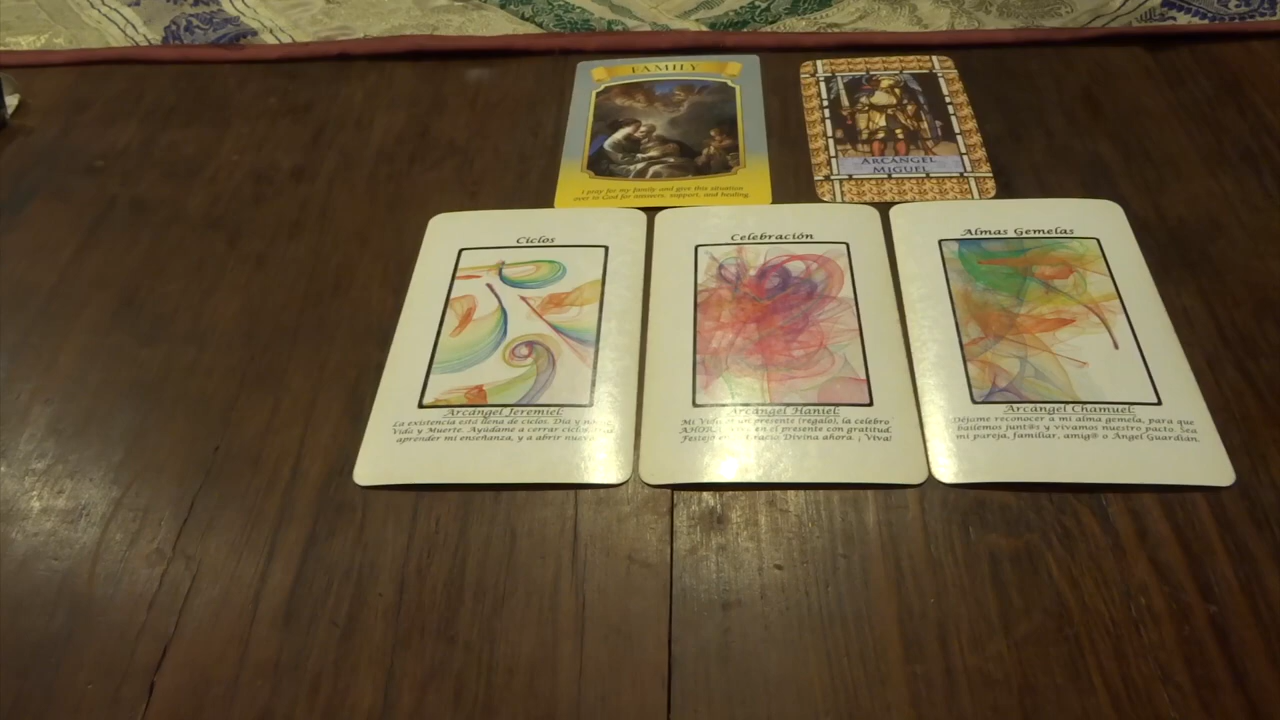 FAMILY
I pray for my family and give this situation
over to God for answers, support, and healing.
ARCÁNGEL
MIGUEL
Ciclos
Arcángel Jeremiel:
La existencia está llena de ciclos. Día y
Vida y Muerte. Ayúdame a cerrar
aprender mi enseñanza, y a abrir
Celebración
Arcángel Haniel:
Mi Vida presente (regalo), la celebro
en el presente con gratitud.
Festejo Gracia Divina ahora. ¡Viva!
Almas Gemelas
Arcángel Chamuel:
Déjame reconocer a mi alma gemela, para que
bailemos junt@s y vivamos nuestro pacto. Sea
mi pareja, familiar, amig@ o Ángel Guardián.